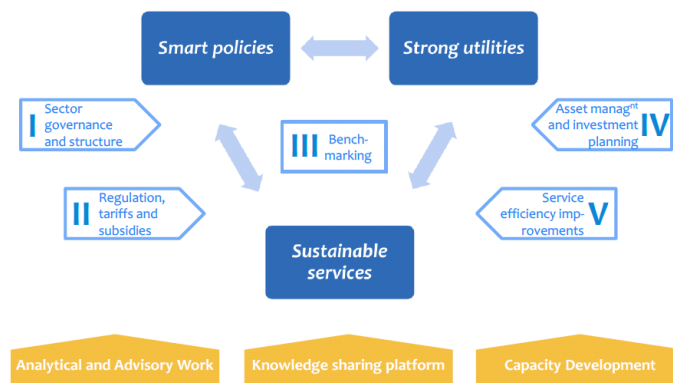 Smart policies
Strong utilities
I Sector
governance
and structure
III Bench-
marking
Asset managⁿᵗ
and investment
planning IV
II Regulation,
tariffs and
subsidies
Service
efficiency imp-
rovements V
Sustainable
services
Analytical and Advisory Work
Knowledge sharing platform
Capacity Development